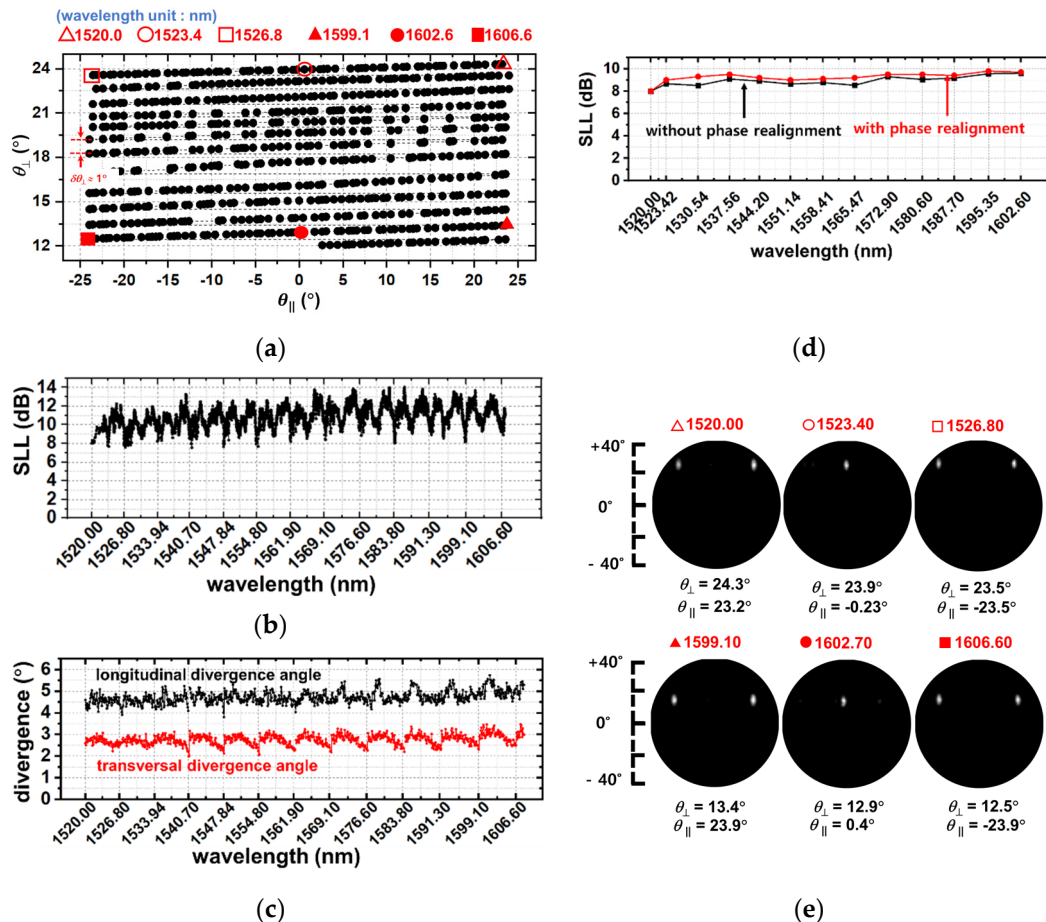 (wavelength unit : nm)
△1520.0 ○1523.4 □1526.8 ▲1599.1 ●1602.6 ■1606.6
24
21
18
15
12
θ⊥ (°)
δθ⊥ ≈ 1°
-25 -20 -15 -10 -5 0 5 10 15 20 25
θ|| (°)
(a)
14
12
10
8
6
4
2
0
SLL (dB)
1520.00 1526.80 1533.94 1540.70 1547.84 1554.80 1561.90 1569.10 1576.60 1583.80 1591.30 1599.10 1606.60
wavelength (nm)
(b)
6
5
4
3
2
1
0
divergence (°)
longitudinal divergence angle
transversal divergence angle
1520.00 1526.80 1533.94 1540.70 1547.84 1554.80 1561.90 1569.10 1576.60 1583.80 1591.30 1599.10 1606.60
wavelength (nm)
(c)
10
8
6
4
2
0
SLL (dB)
without phase realignment
with phase realignment
1520.00 1523.42 1530.54 1537.56 1544.20 1551.14 1558.41 1565.47 1572.90 1580.60 1587.70 1595.35 1602.60
wavelength (nm)
(d)
△1520.00 ○1523.40 □1526.80
+40°
0°
- 40°
θ⊥ = 24.3° θ⊥ = 23.9° θ⊥ = 23.5°
θ|| = 23.2° θ|| = -0.23° θ|| = -23.5°
▲1599.10 ●1602.70 ■1606.60
+40°
0°
- 40°
θ⊥ = 13.4° θ⊥ = 12.9° θ⊥ = 12.5°
θ|| = 23.9° θ|| = 0.4° θ|| = -23.9°
(e)